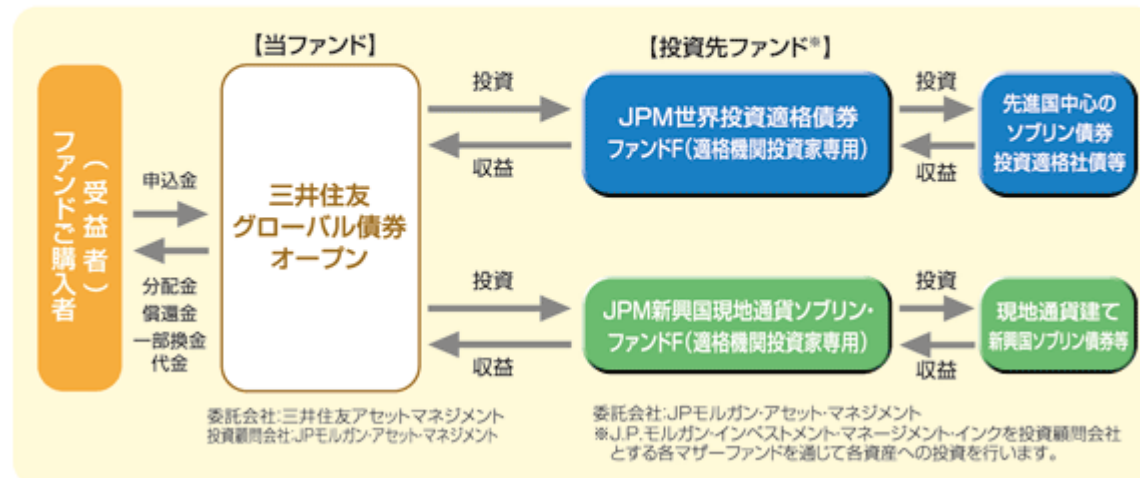 【当ファンド】
【投資先ファンド※】
ファンドご購入者
(受益者)
申込金
分配金
償還金
一部換金
代金
三井住友
グローバル債券
オープン
投資
収益
JPM世界投資適格債券
ファンドF(適格機関投資家専用)
投資
収益
先進国中心の
ソブリン債券
投資適格社債等
投資
収益
JPM新興国現地通貨ソブリン・
ファンドF(適格機関投資家専用)
投資
収益
現地通貨建て
新興国ソブリン債券等
委託会社:三井住友アセットマネジメント
投資顧問会社:JPモルガン・アセット・マネジメント
委託会社:JPモルガン・アセット・マネジメント
※J.P.モルガン・インベストメント・マネージメント・インクを投資顧問会社
とする各マザーファンドを通じて各資産への投資を行います。